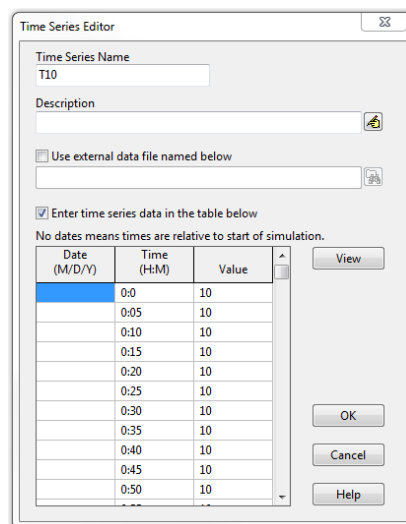 Time Series Editor
Time Series Name
T10
Description
Use external data file named below
Enter time series data in the table below
No dates means times are relative to start of simulation.
Date (M/D/Y) Time (H:M) Value
View
0:0 10
0:05 10
0:10 10
0:15 10
0:20 10
0:25 10
0:30 10
OK
0:35 10
0:40 10
Cancel
0:45 10
0:50 10
Help